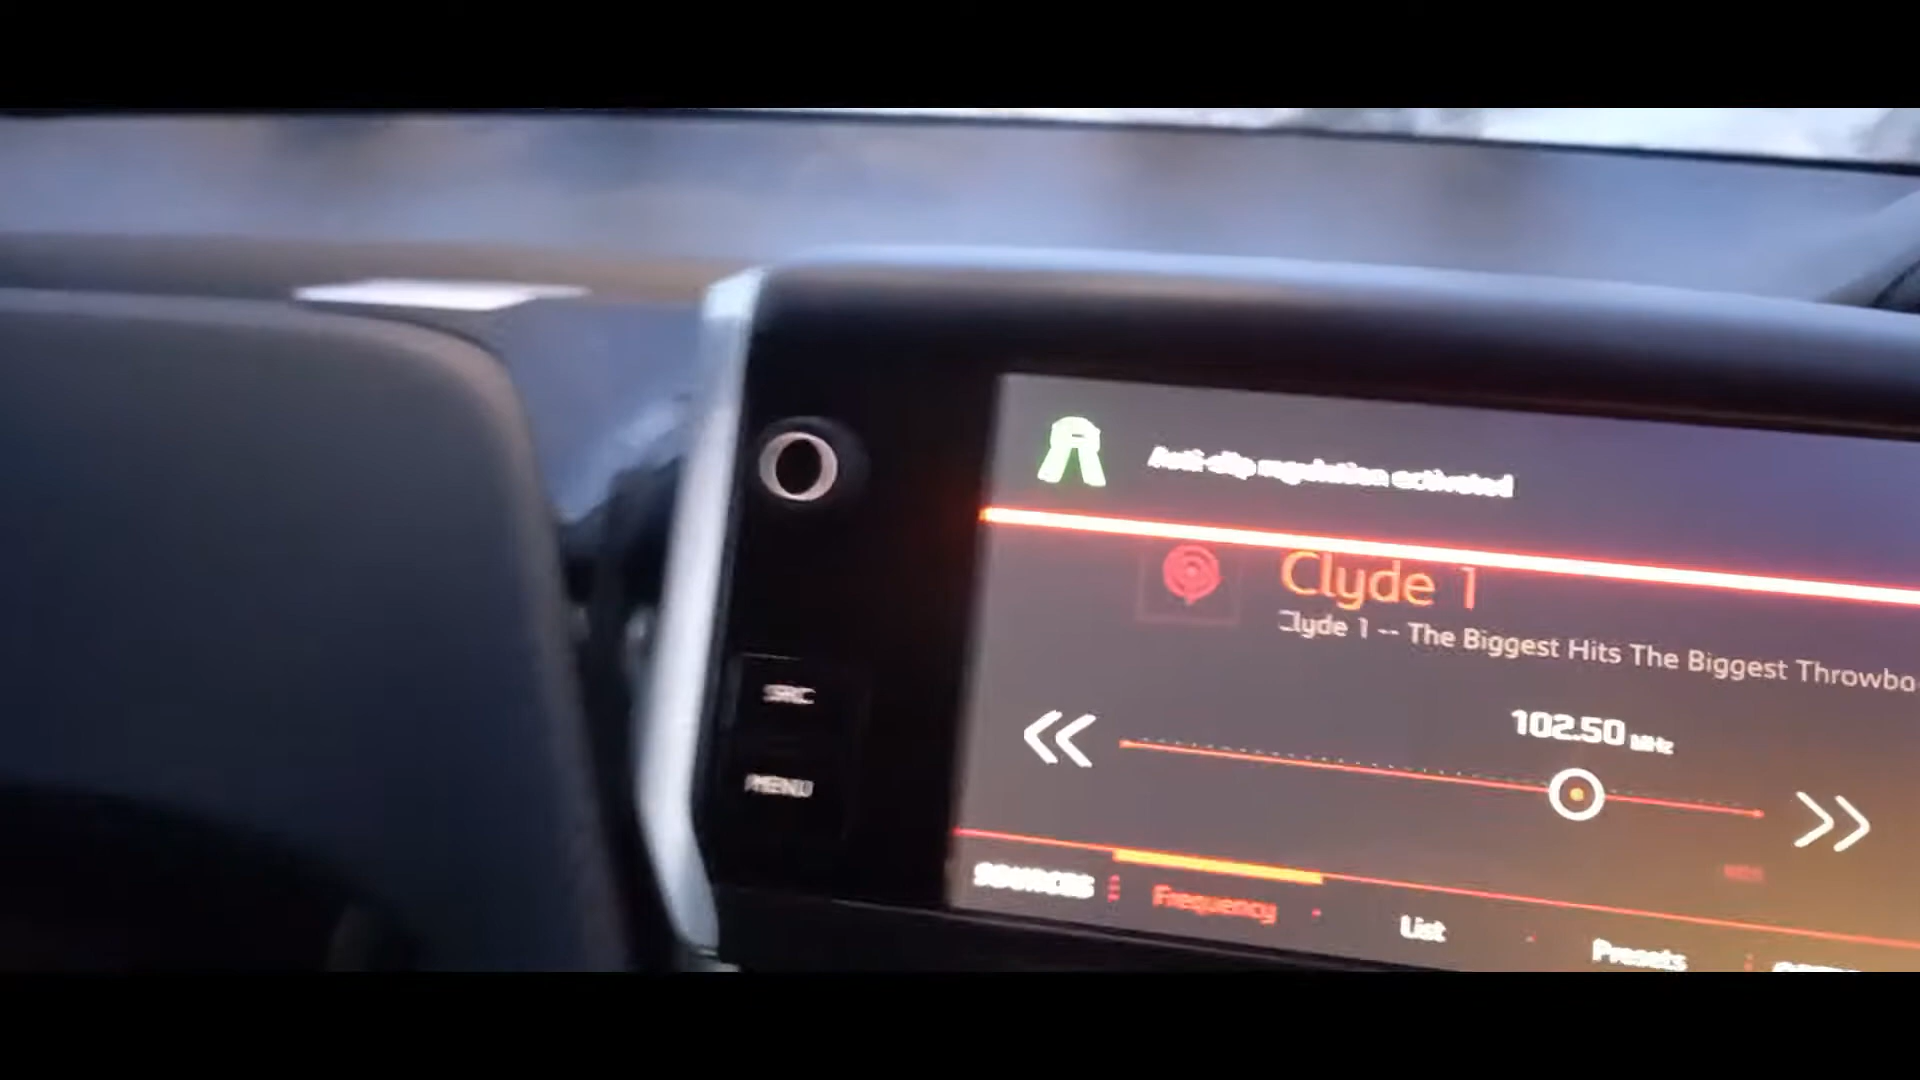 Anti-slip regulation activated
Clyde 1
Clyde 1 -- The Biggest Hits The Biggest Throwba
SRC
102.50 MHz
MENU
SOURCES
Frequency
List
Presets